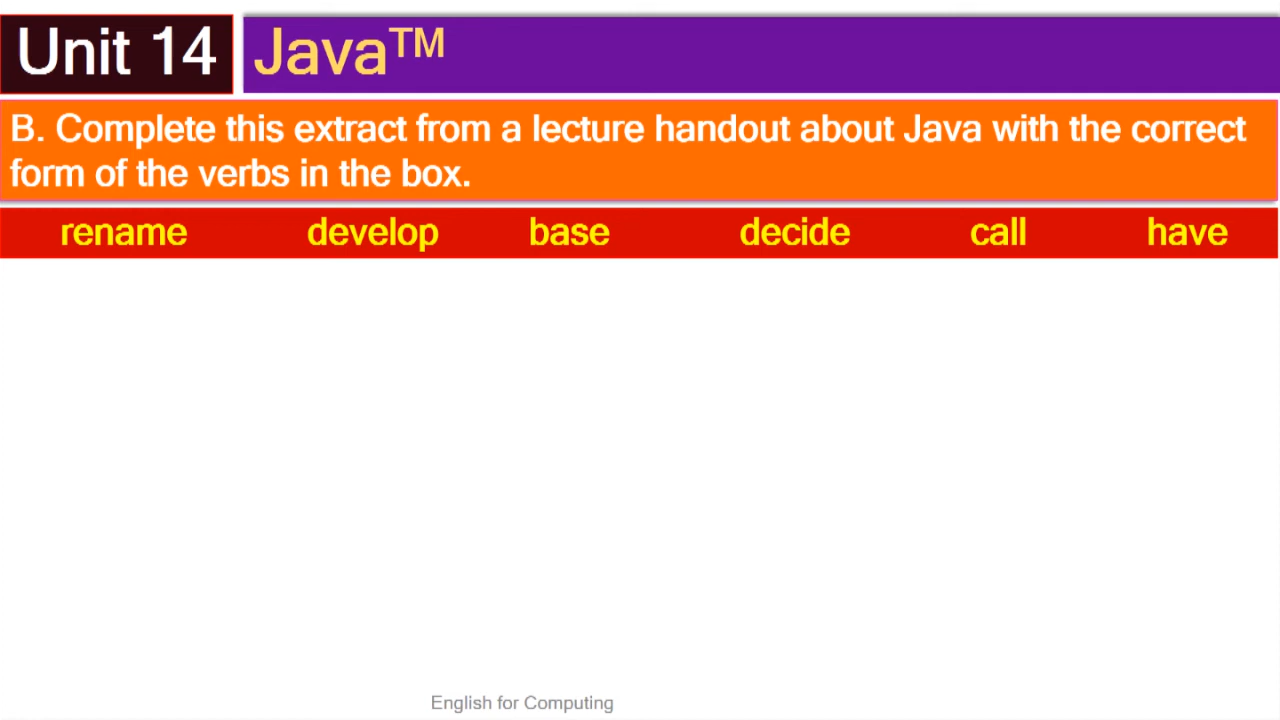 Unit 14
Java™
B. Complete this extract from a lecture handout about Java with the correct
form of the verbs in the box.
rename develop base decide call have
English for Computing